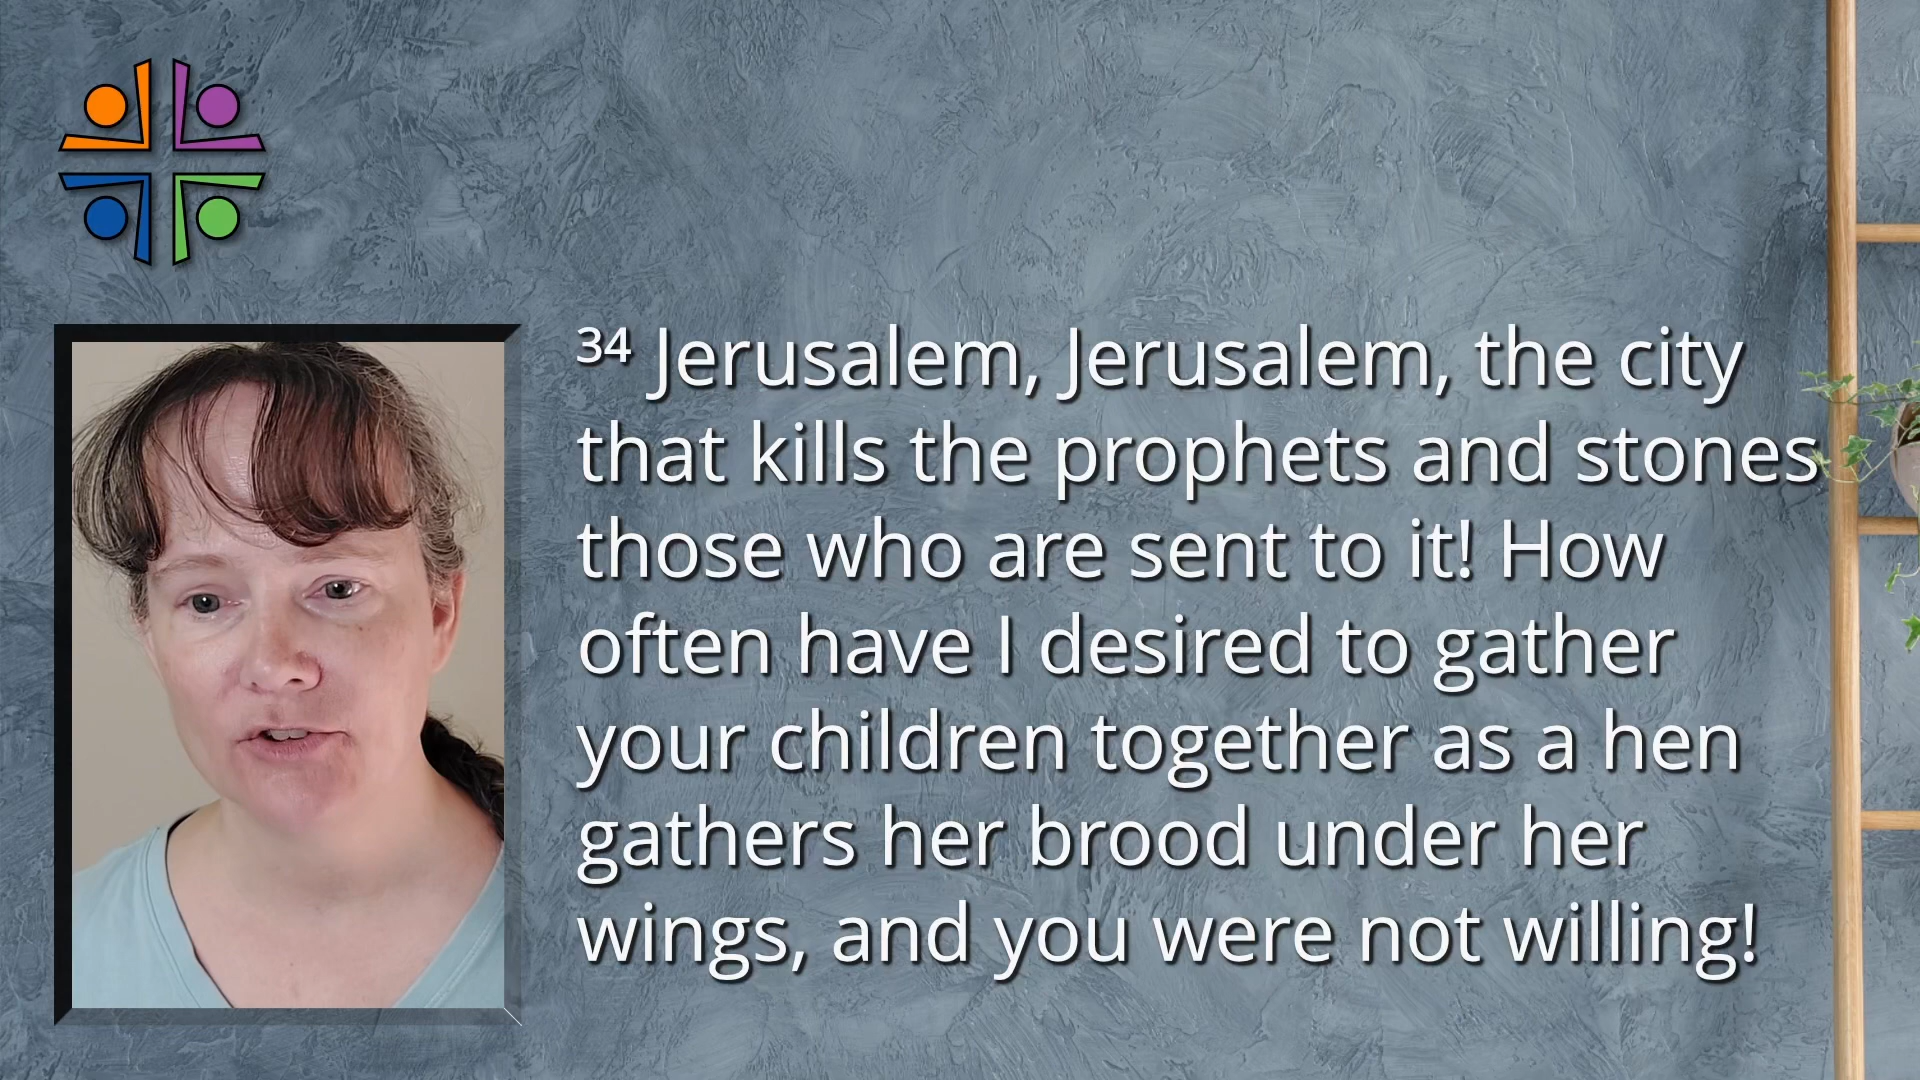 ³⁴ Jerusalem, Jerusalem, the city
that kills the prophets and stones
those who are sent to it! How
often have I desired to gather
your children together as a hen
gathers her brood under her
wings, and you were not willing!